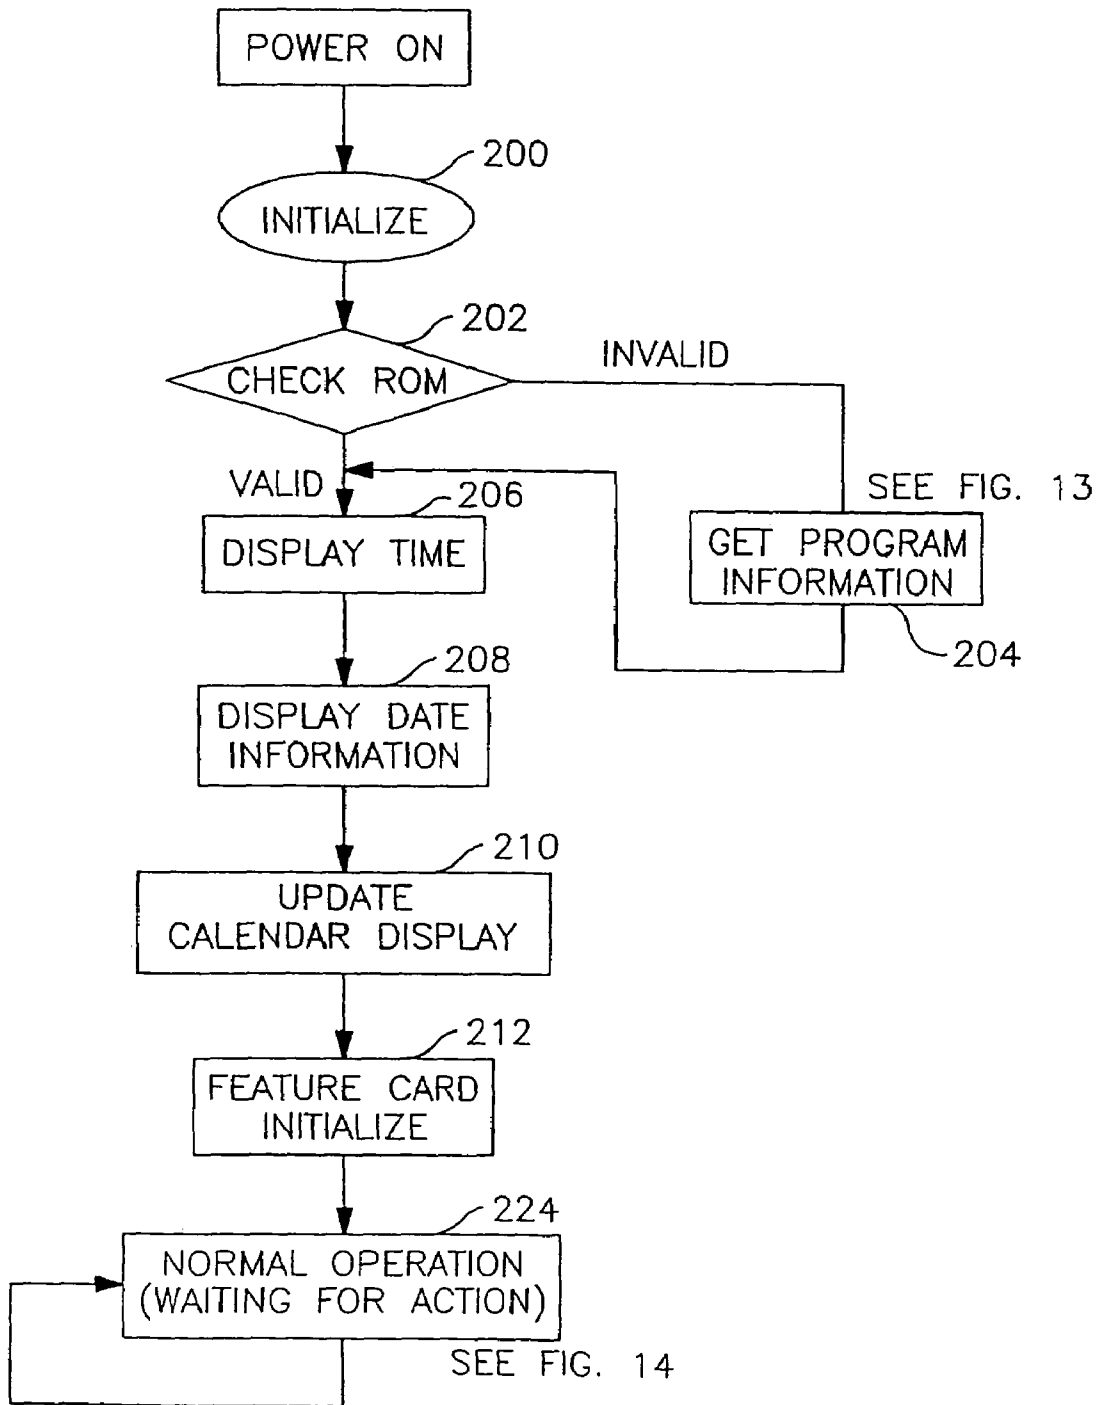 POWER ON
200
INITIALIZE
202
CHECK ROM
INVALID
VALID
206
SEE FIG. 13
DISPLAY TIME
GET PROGRAM
INFORMATION
204
208
DISPLAY DATE
INFORMATION
210
UPDATE
CALENDAR DISPLAY
212
FEATURE CARD
INITIALIZE
224
NORMAL OPERATION
(WAITING FOR ACTION)
SEE FIG. 14